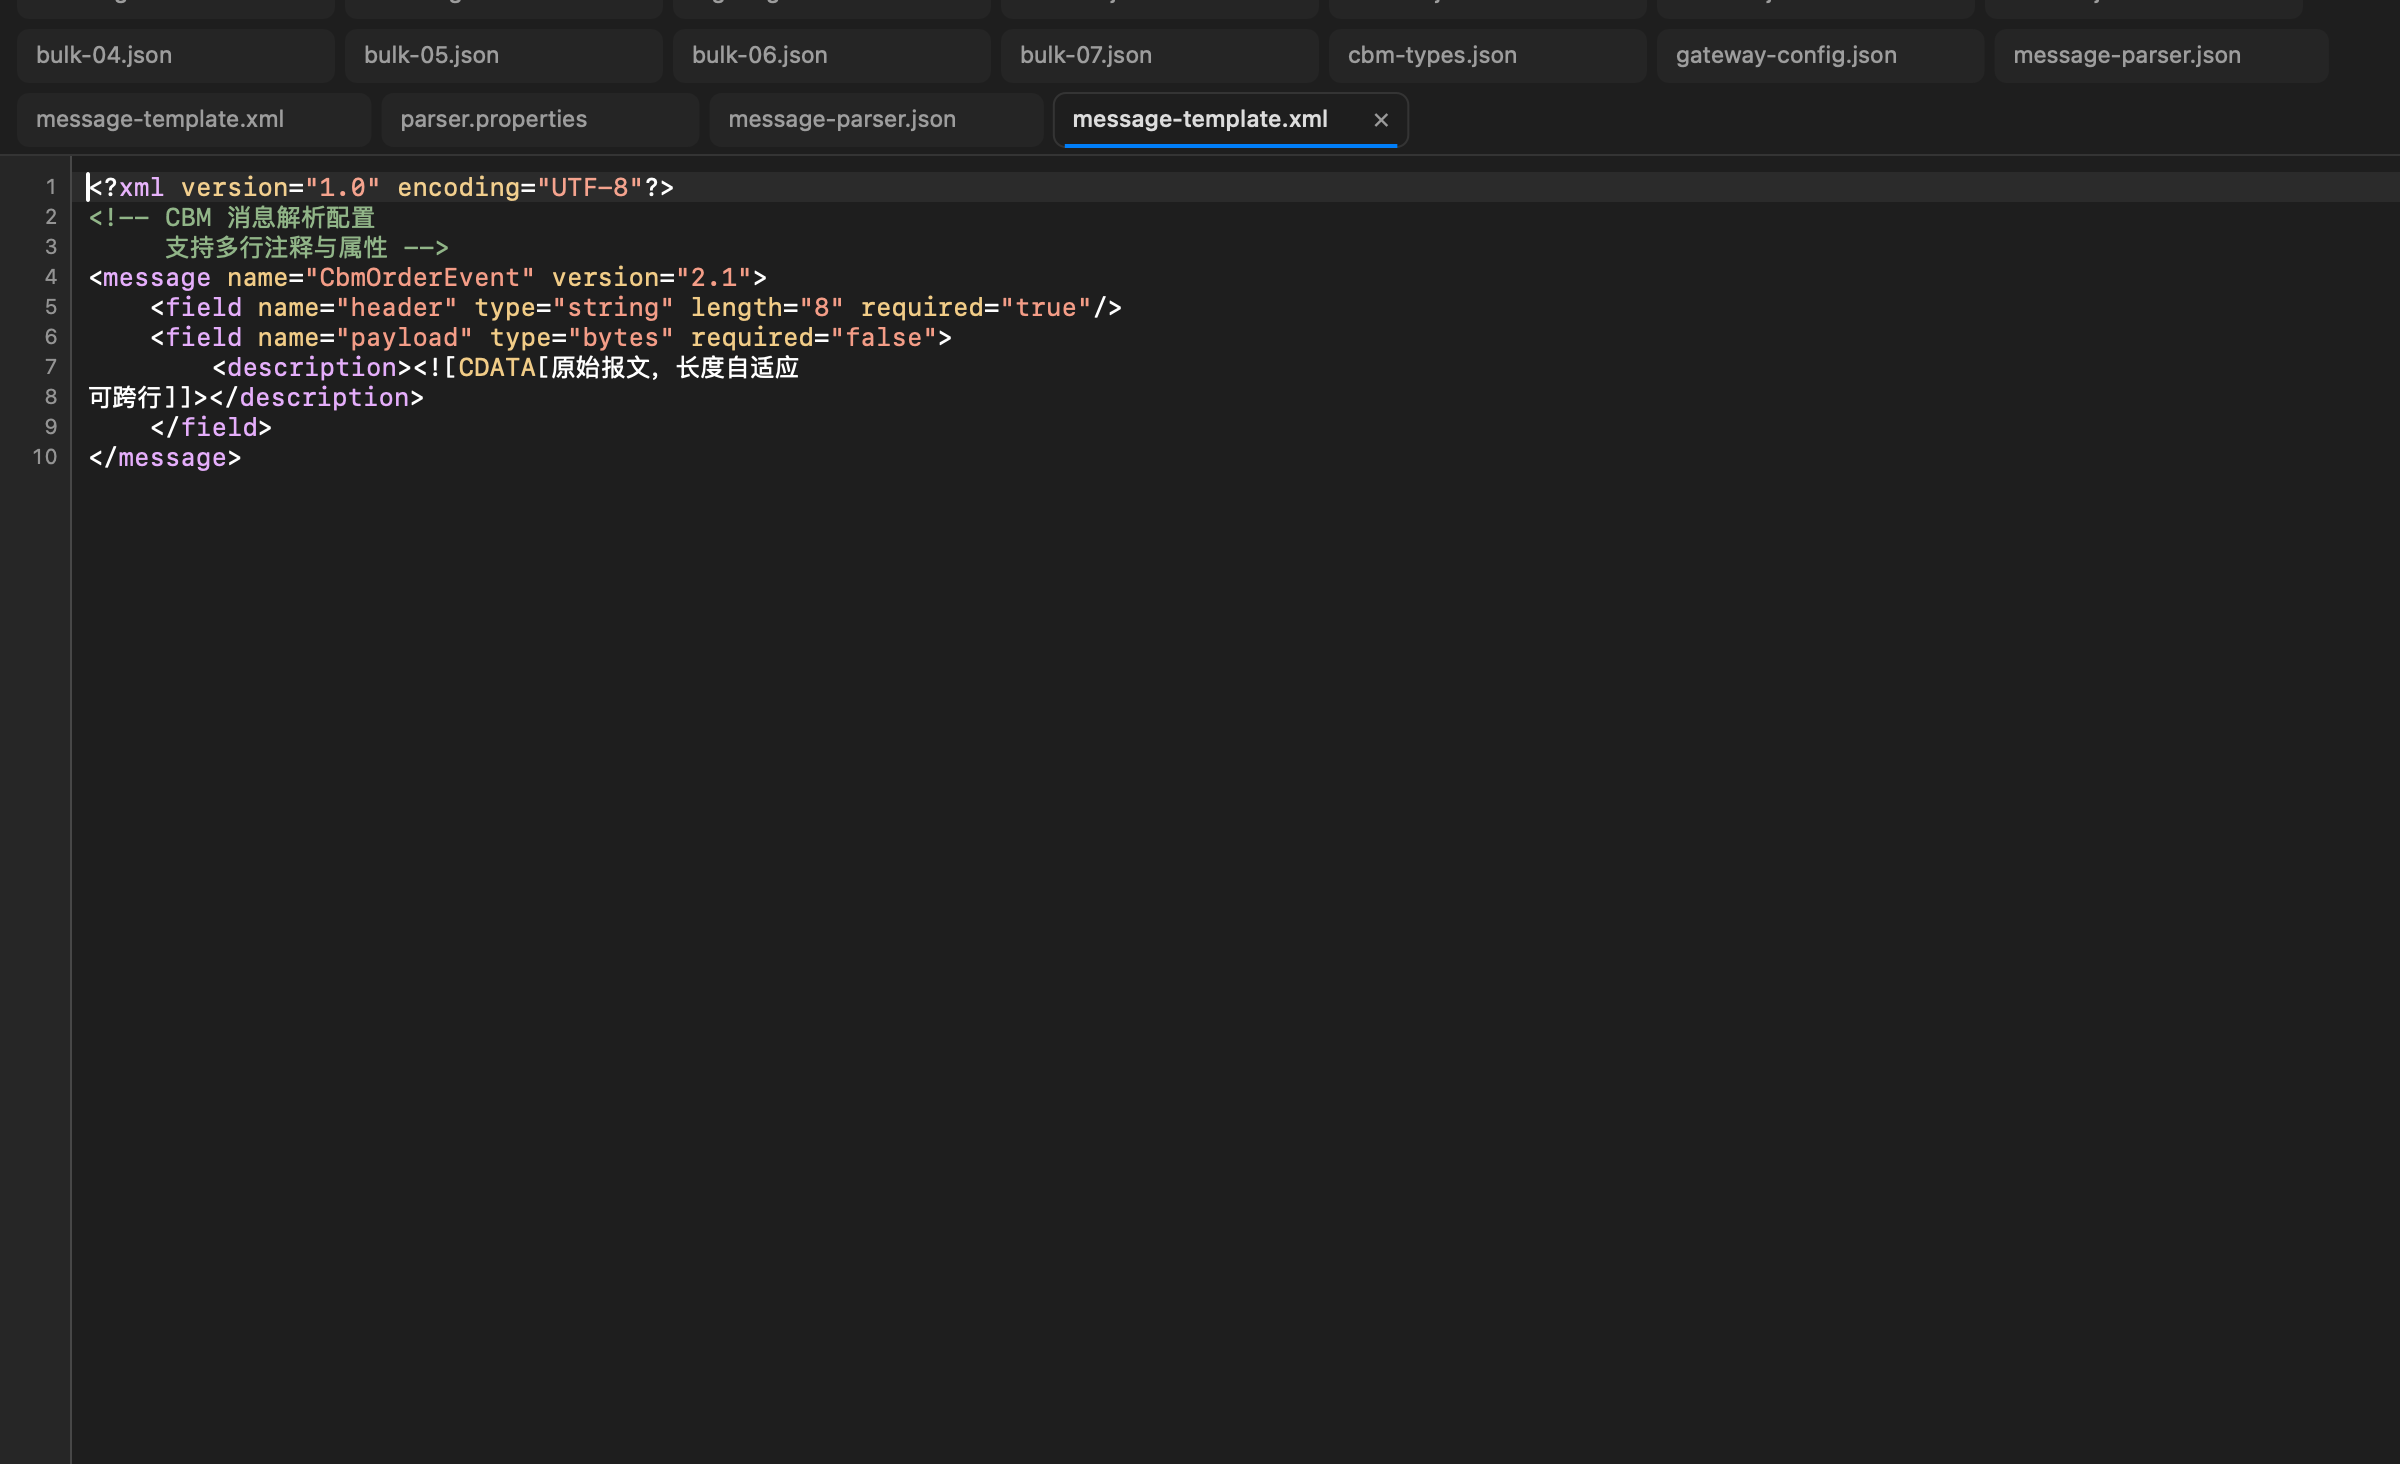 bulk-04.json bulk-05.json bulk-06.json bulk-07.json cbm-types.json gateway-config.json message-parser.json
message-template.xml parser.properties message-parser.json message-template.xml ×
1 <?xml version="1.0" encoding="UTF-8"?>
2 <!-- CBM 消息解析配置
3      支持多行注释与属性 -->
4 <message name="CbmOrderEvent" version="2.1">
5     <field name="header" type="string" length="8" required="true"/>
6     <field name="payload" type="bytes" required="false">
7         <description><![CDATA[原始报文，长度自适应
8 可跨行]]></description>
9     </field>
10 </message>